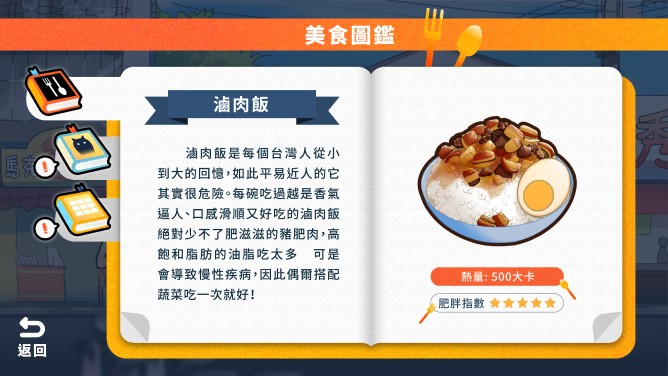 美食圖鑑
滷肉飯
滷肉飯是每個台灣人從小
到大的回憶，如此平易近人的它
其實很危險。每碗吃過越是香氣
逼人、口感滑順又好吃的滷肉飯
絕對少不了肥滋滋的豬肥肉，高
飽和脂肪的油脂吃太多　可是
會導致慢性疾病，因此偶爾搭配
蔬菜吃一次就好！
熱量: 500大卡
肥胖指數
返回
秀